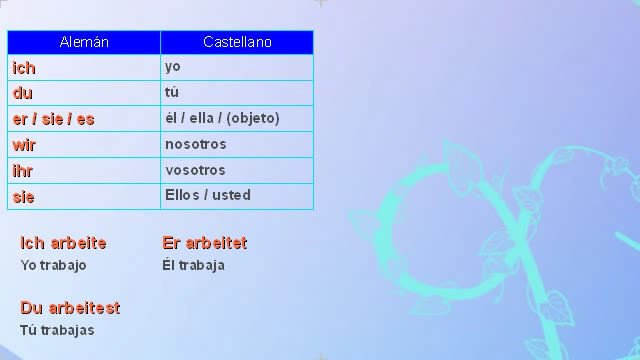 Alemán Castellano
ich yo
du tú
er / sie / es él / ella / (objeto)
wir nosotros
ihr vosotros
sie Ellos / usted
Ich arbeite Er arbeitet
Yo trabajo Él trabaja
Du arbeitest
Tú trabajas